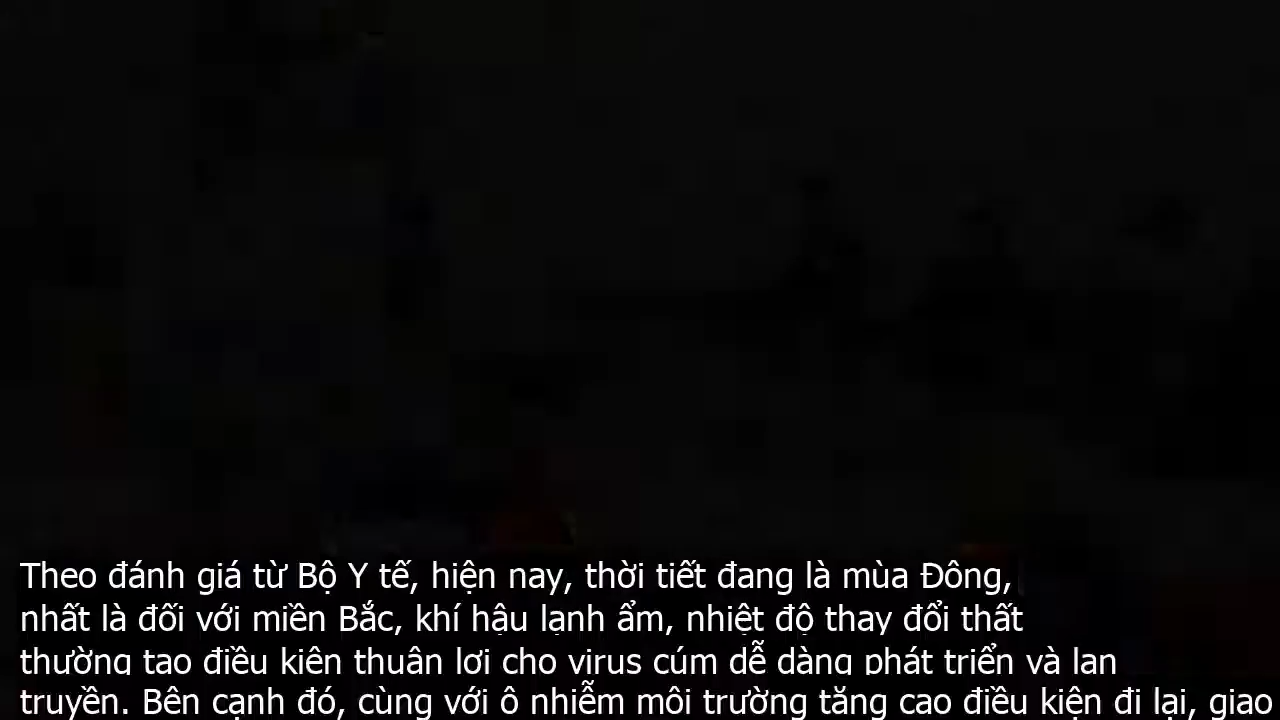 Theo đánh giá từ Bộ Y tế, hiện nay, thời tiết đang là mùa Đông,
nhất là đối với miền Bắc, khí hậu lạnh ẩm, nhiệt độ thay đổi thất
thường tạo điều kiện thuận lợi cho virus cúm dễ dàng phát triển và lan
truyền. Bên cạnh đó, cùng với ô nhiễm môi trường tăng cao điều kiện đi lại, giao